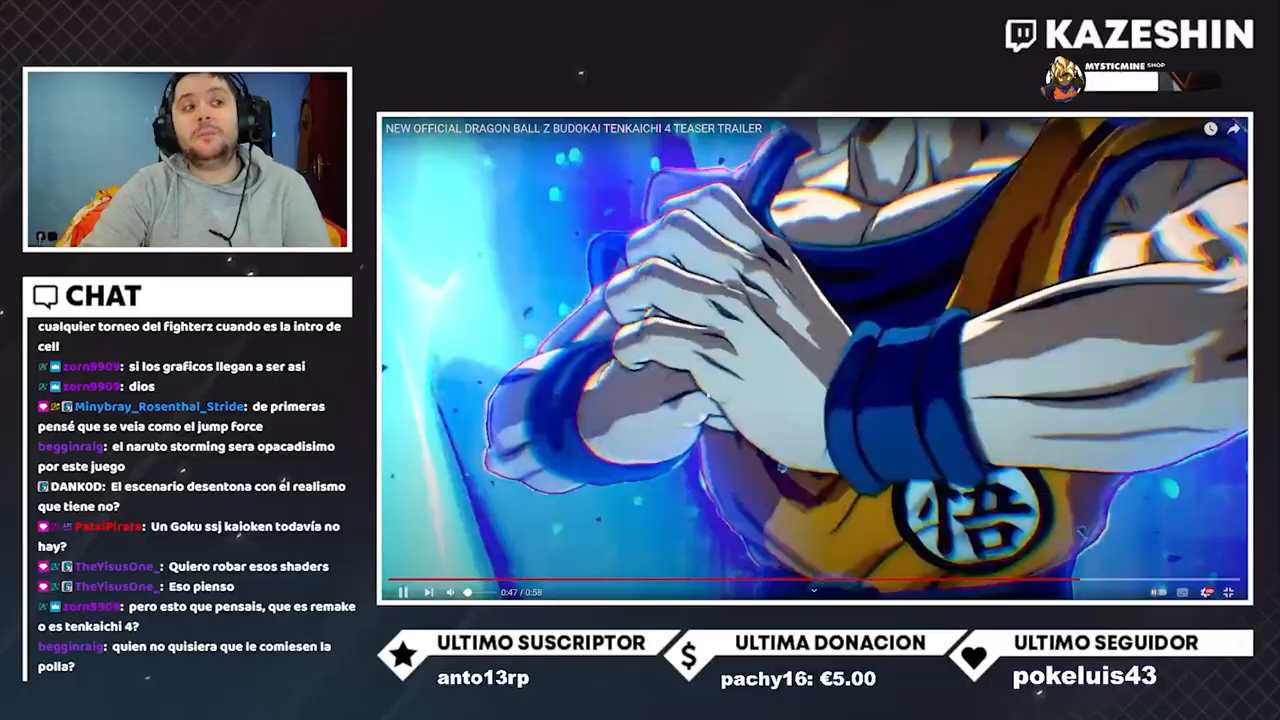 KAZESHIN
MYSTICMINE SHOP
NEW OFFICIAL DRAGON BALL Z BUDOKAI TENKAICHI 4 TEASER TRAILER
悟
0:47 / 0:58
CHAT
cualquier torneo del fighterz cuando es la intro de
cell
zorn9909: si los graficos llegan a ser asi
zorn9909: dios
Minybray_Rosenthal_Stride: de primeras
pensé que se veia como el jump force
begginraig: el naruto storming sera opacadisimo
por este juego
DANKOD: El escenario desentona con el realismo
que tiene no?
PatxiPirata: Un Goku ssj kaioken todavía no
hay?
TheYisusOne_: Quiero robar esos shaders
TheYisusOne_: Eso pienso
zorn9909: pero esto que pensais, que es remake
o es tenkaichi 4?
begginraig: quien no quisiera que le comiesen la
polla?
ULTIMO SUSCRIPTOR
anto13rp
ULTIMA DONACION
pachy16: €5.00
ULTIMO SEGUIDOR
pokeluis43